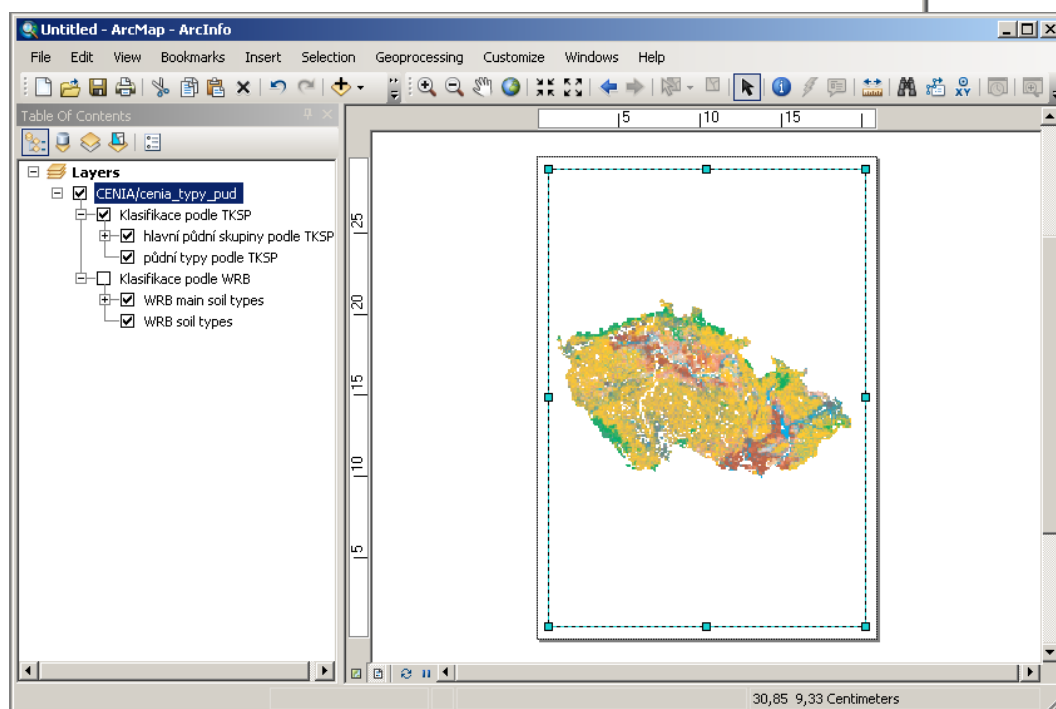 Untitled - ArcMap - ArcInfo
File Edit View Bookmarks Insert Selection Geoprocessing Customize Windows Help
XY
Table Of Contents
5 10 15
Layers
CENIA/cenia_typy_pud
Klasifikace podle TKSP
hlavní půdní skupiny podle TKSP
půdní typy podle TKSP
Klasifikace podle WRB
WRB main soil types
WRB soil types
25
20
15
10
5
30,85 9,33 Centimeters